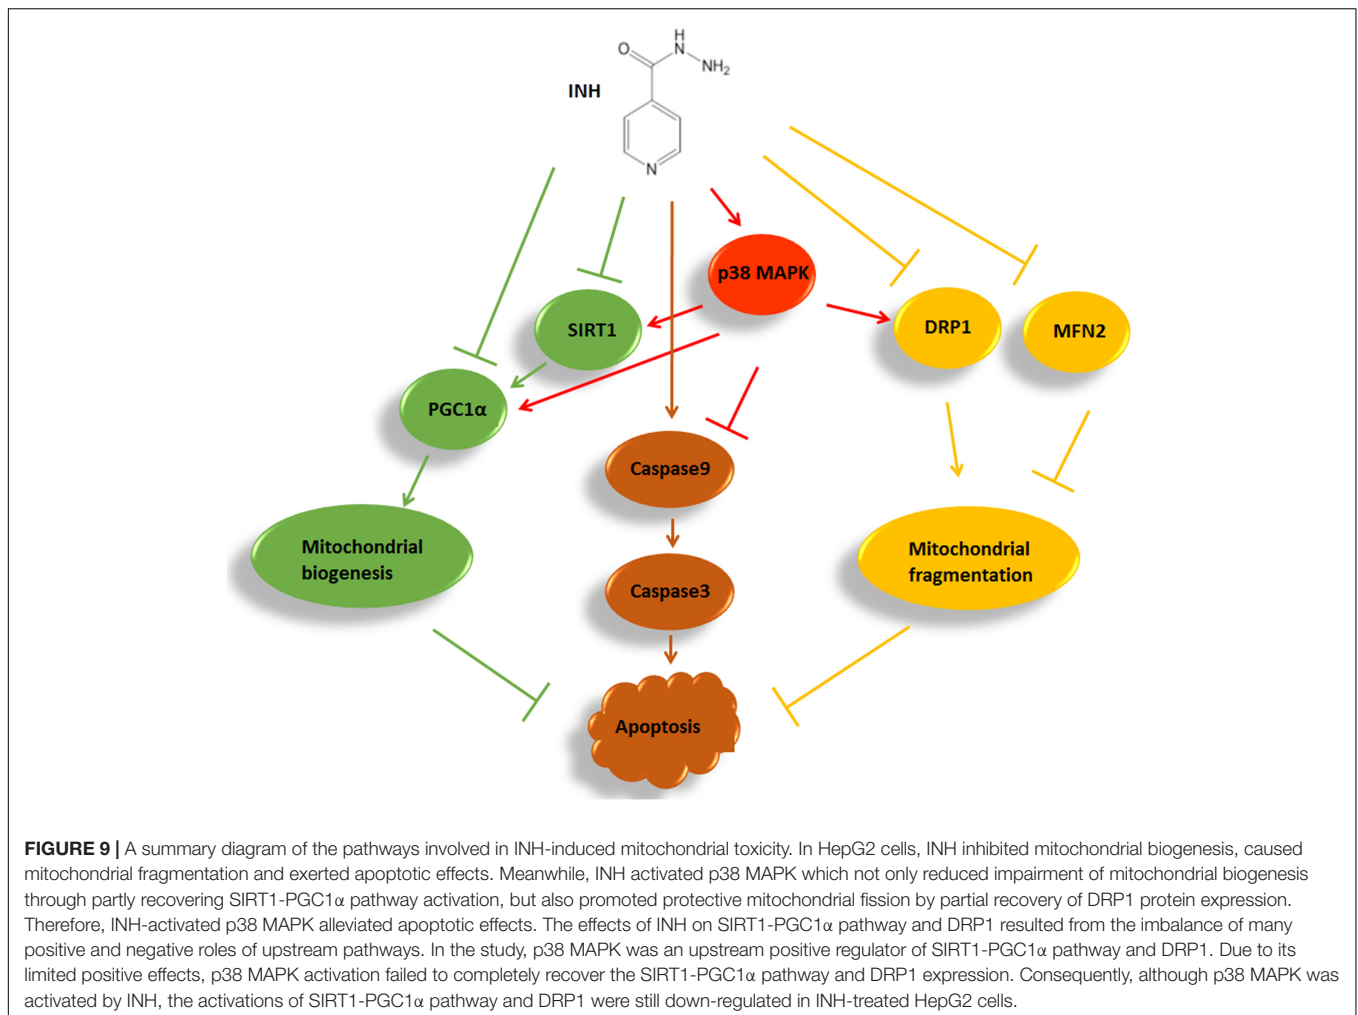 H
O
N
NH2
INH
N
p38 MAPK
SIRT1
DRP1
MFN2
PGC1α
Caspase9
Mitochondrial
biogenesis
Mitochondrial
fragmentation
Caspase3
Apoptosis
FIGURE 9 | A summary diagram of the pathways involved in INH-induced mitochondrial toxicity. In HepG2 cells, INH inhibited mitochondrial biogenesis, caused
mitochondrial fragmentation and exerted apoptotic effects. Meanwhile, INH activated p38 MAPK which not only reduced impairment of mitochondrial biogenesis
through partly recovering SIRT1-PGC1α pathway activation, but also promoted protective mitochondrial fission by partial recovery of DRP1 protein expression.
Therefore, INH-activated p38 MAPK alleviated apoptotic effects. The effects of INH on SIRT1-PGC1α pathway and DRP1 resulted from the imbalance of many
positive and negative roles of upstream pathways. In the study, p38 MAPK was an upstream positive regulator of SIRT1-PGC1α pathway and DRP1. Due to its
limited positive effects, p38 MAPK activation failed to completely recover the SIRT1-PGC1α pathway and DRP1 expression. Consequently, although p38 MAPK was
activated by INH, the activations of SIRT1-PGC1α pathway and DRP1 were still down-regulated in INH-treated HepG2 cells.